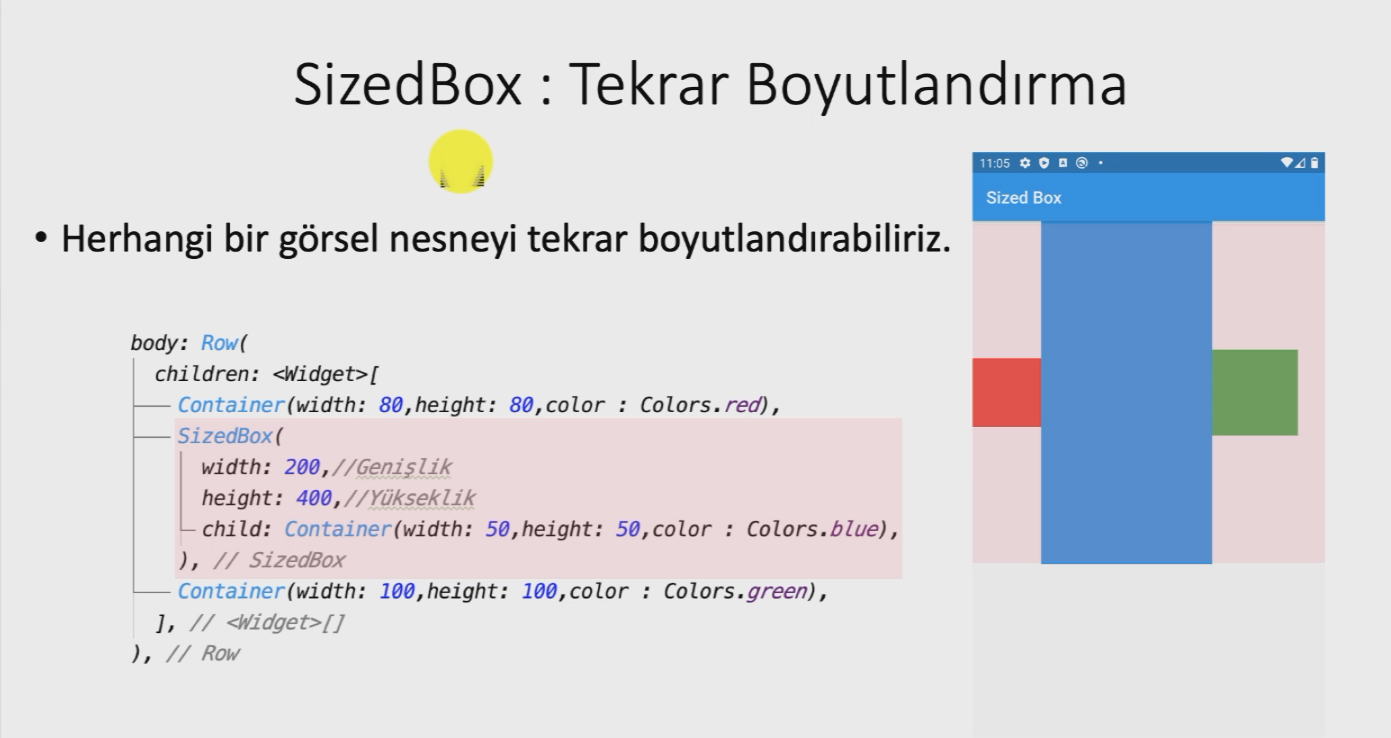 SizedBox : Tekrar Boyutlandırma
• Herhangi bir görsel nesneyi tekrar boyutlandırabiliriz.
body: Row(
children: <Widget>[
Container(width: 80,height: 80,color : Colors.red),
SizedBox(
width: 200,//Genişlik
height: 400,//Yükseklik
child: Container(width: 50,height: 50,color : Colors.blue),
), // SizedBox
Container(width: 100,height: 100,color : Colors.green),
], // <Widget>[]
), // Row
11:05
Sized Box